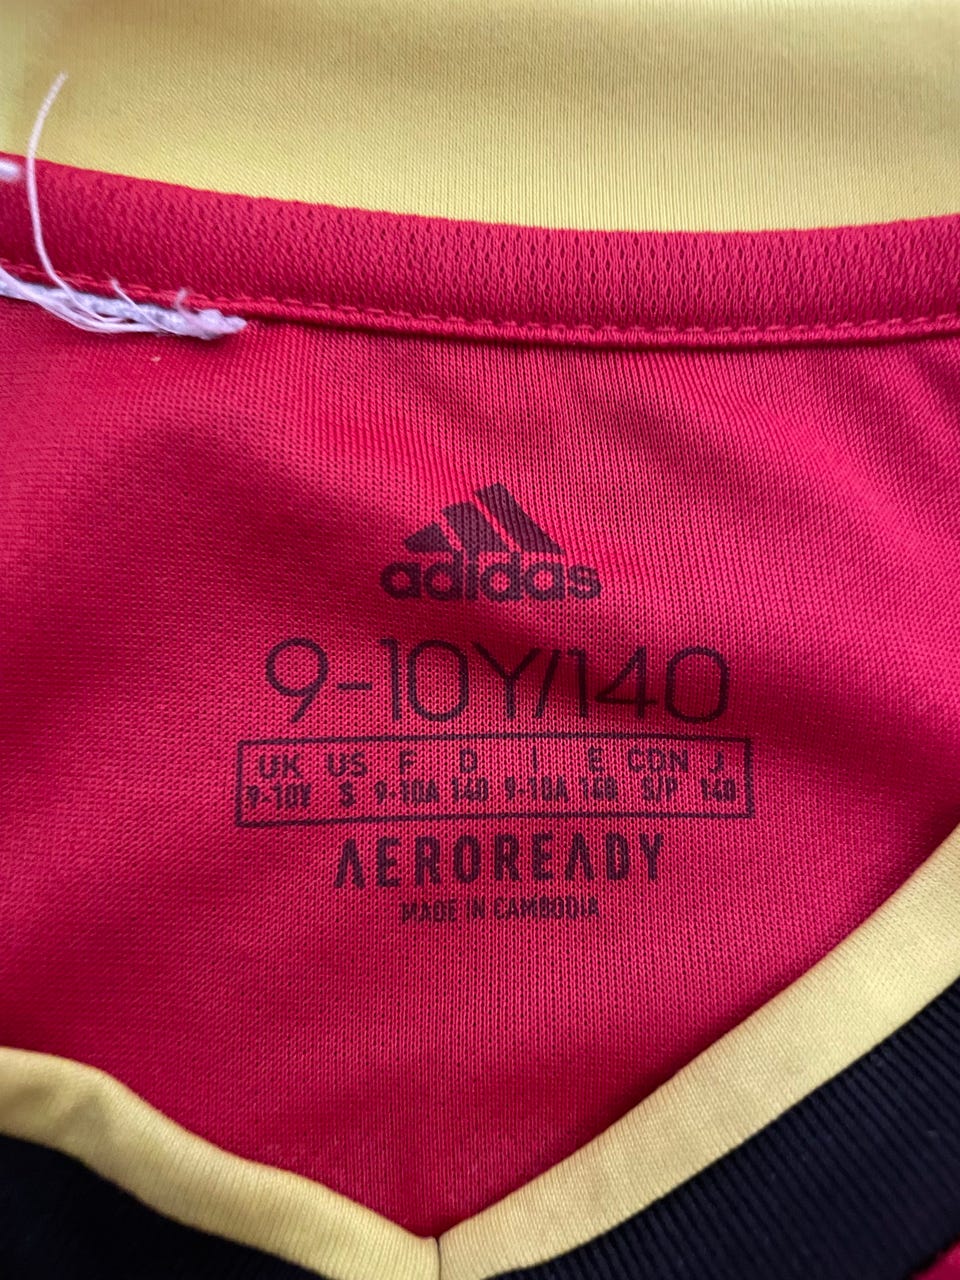 adidas
9-10Y/140
UK US F D I E CDN J
9-10Y S 9-10A 140 9-10A 140 S/P 140
AEROREADY
MADE IN CAMBODIA